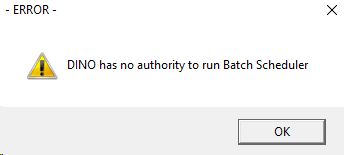 - ERROR -
DINO has no authority to run Batch Scheduler
OK